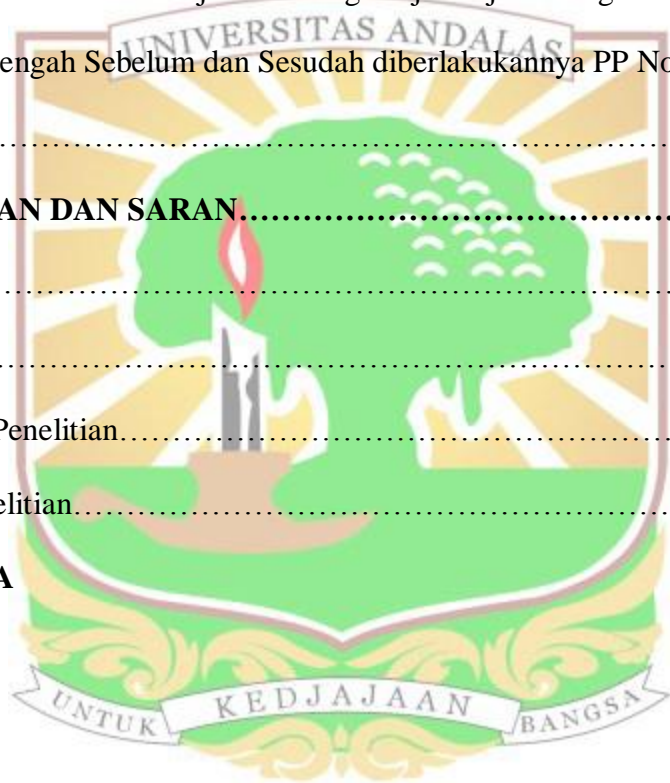 UNIVERSITAS ANDALAS
engah Sebelum dan Sesudah diberlakukannya PP No
……………………………………………………
AN DAN SARAN……………………………………
……………………………………………………
……………………………………………………
Penelitian……………………………………………
elitian………………………………………………
A
UNTUK KEDJAJAAN BANGSA